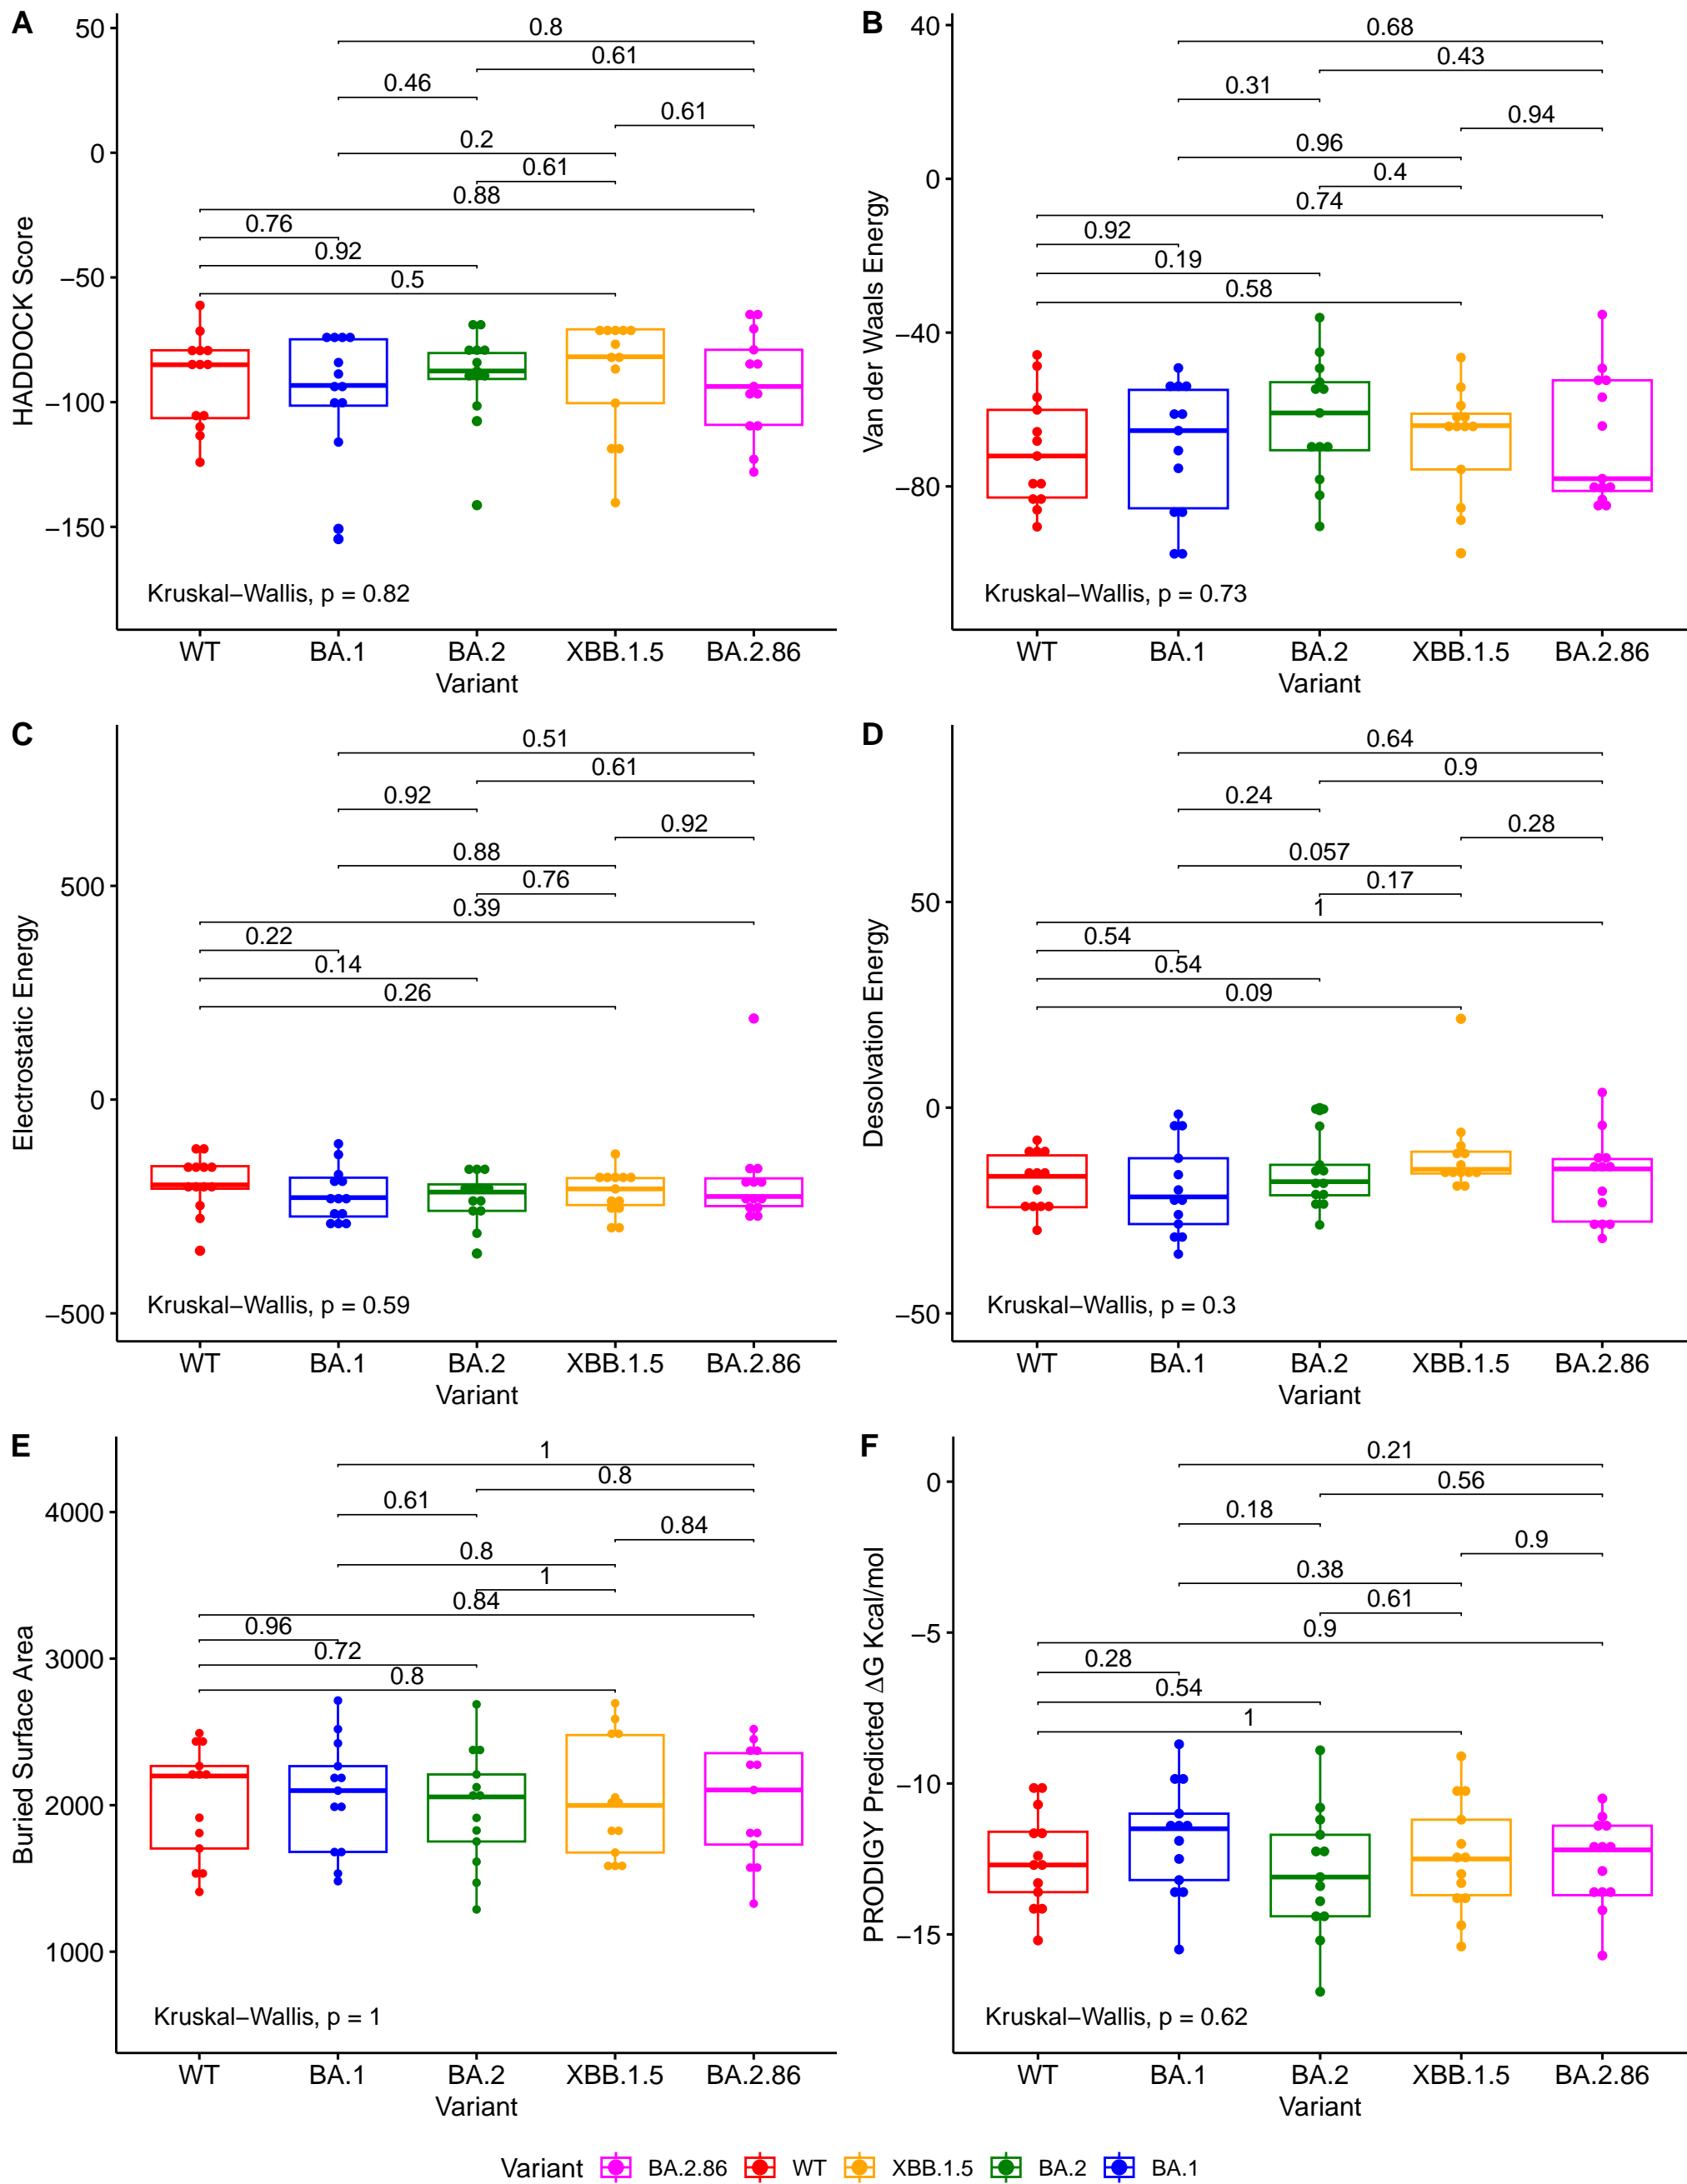 A
HADDOCK Score
50
0
−50
−100
−150
0.8
0.61
0.46
0.61
0.2
0.61
0.88
0.76
0.92
0.5
Kruskal−Wallis, p = 0.82
WT BA.1 BA.2 XBB.1.5 BA.2.86
Variant
B
Van der Waals Energy
40
0
−40
−80
0.68
0.43
0.31
0.94
0.96
0.4
0.74
0.92
0.19
0.58
Kruskal−Wallis, p = 0.73
WT BA.1 BA.2 XBB.1.5 BA.2.86
Variant
C
Electrostatic Energy
500
0
−500
0.51
0.61
0.92
0.92
0.88
0.76
0.39
0.22
0.14
0.26
Kruskal−Wallis, p = 0.59
WT BA.1 BA.2 XBB.1.5 BA.2.86
Variant
D
Desolvation Energy
50
0
−50
0.64
0.9
0.24
0.28
0.057
0.17
1
0.54
0.54
0.09
Kruskal−Wallis, p = 0.3
WT BA.1 BA.2 XBB.1.5 BA.2.86
Variant
E
Buried Surface Area
4000
3000
2000
1000
1
0.8
0.61
0.84
0.8
1
0.84
0.96
0.72
0.8
Kruskal−Wallis, p = 1
WT BA.1 BA.2 XBB.1.5 BA.2.86
Variant
F
PRODIGY Predicted ΔG Kcal/mol
0
−5
−10
−15
0.21
0.56
0.18
0.9
0.38
0.61
0.9
0.28
0.54
1
Kruskal−Wallis, p = 0.62
WT BA.1 BA.2 XBB.1.5 BA.2.86
Variant
Variant BA.2.86 WT XBB.1.5 BA.2 BA.1